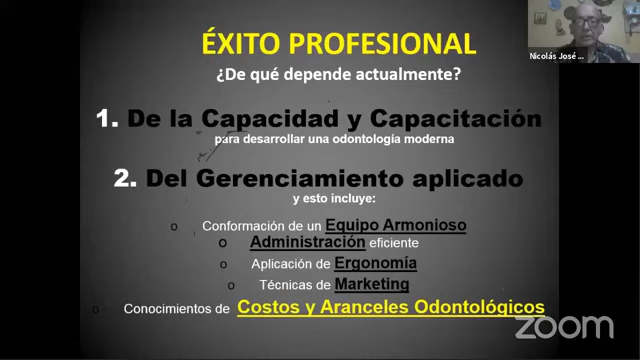 ÉXITO PROFESIONAL
¿De qué depende actualmente?
1. De la Capacidad y Capacitación
para desarrollar una odontología moderna
2. Del Gerenciamiento aplicado
y esto incluye:
o Conformación de un Equipo Armonioso
o Administración eficiente
o Aplicación de Ergonomía
o Técnicas de Marketing
o Conocimientos de Costos y Aranceles Odontológicos
Nicolás José ...
zoom